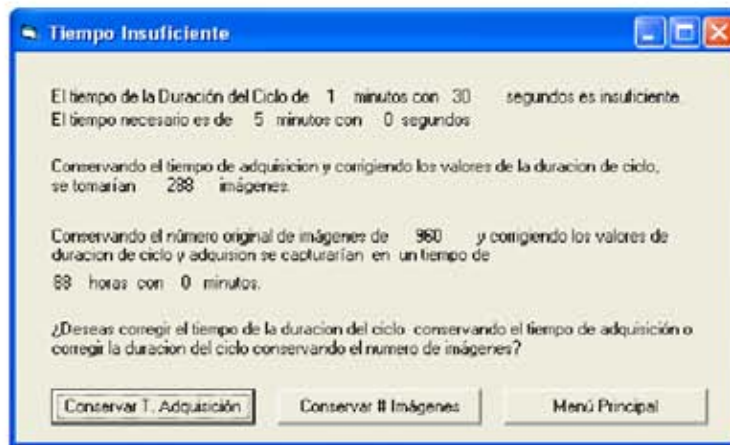 Tiempo Insuficiente
El tiempo de la Duración del Ciclo de 1 minutos con 30 segundos es insuficiente.
El tiempo necesario es de 5 minutos con 0 segundos
Conservando el tiempo de adquisicion y corrigiendo los valores de la duracion de ciclo,
se tomarían 288 imágenes.
Conservando el número original de imágenes de 960 y corrigiendo los valores de
duracion de ciclo y adquision se capturarían en un tiempo de
88 horas con 0 minutos.
¿Deseas corregir el tiempo de la duracion del ciclo conservando el tiempo de adquisición o
corregir la duracion del ciclo conservando el numero de imágenes?
Conservar T. Adquisición Conservar # Imágenes Menú Principal